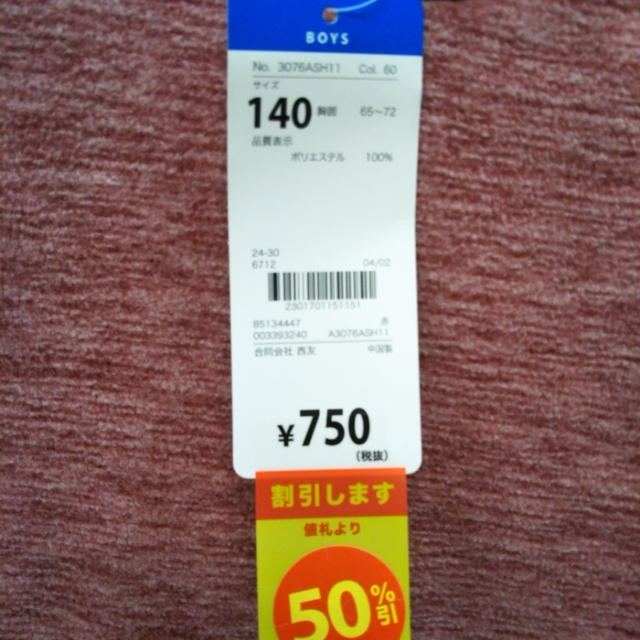 BOYS
No. 3076ASH11 Col. 60
サイズ
140 胸囲 65～72
品質表示
ポリエステル 100%
24-30
6712 04/02
2301701151151
85134447 赤
003393240 A3076ASH11
合同会社 西友 中国製
¥750
(税抜)
割引します
値札より
50%引